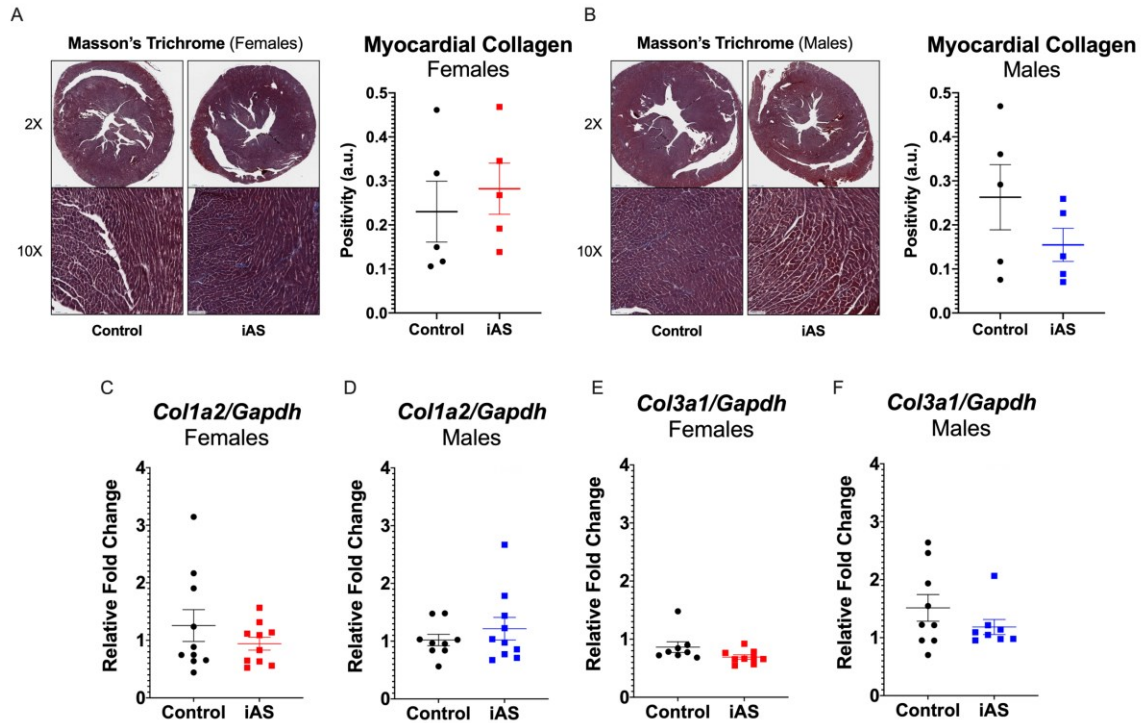 A
Masson's Trichrome (Females)
2X
10X
Control
iAS
Myocardial Collagen
Females
Positivity (a.u.)
0.5
0.4
0.3
0.2
0.1
0.0
Control
iAS
B
Masson's Trichrome (Males)
2X
10X
Control
iAS
Myocardial Collagen
Males
Positivity (a.u.)
0.5
0.4
0.3
0.2
0.1
0.0
Control
iAS
C
Col1a2/Gapdh
Females
Relative Fold Change
4
3
2
1
0
Control
iAS
D
Col1a2/Gapdh
Males
Relative Fold Change
4
3
2
1
0
Control
iAS
E
Col3a1/Gapdh
Females
Relative Fold Change
4
3
2
1
0
Control
iAS
F
Col3a1/Gapdh
Males
Relative Fold Change
4
3
2
1
0
Control
iAS